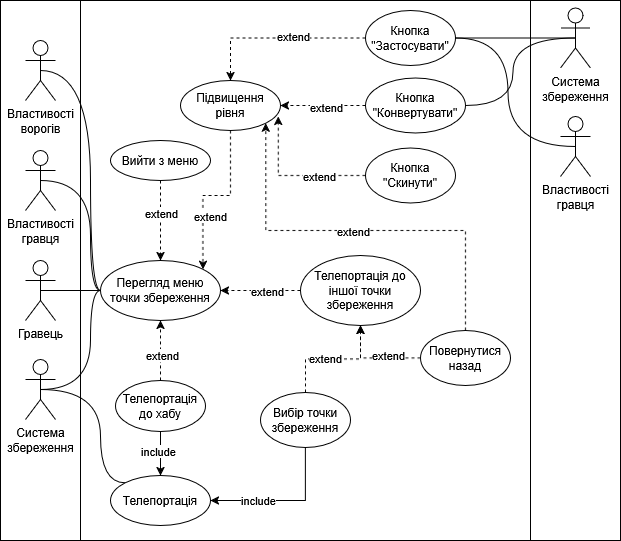 extend
Кнопка
"Застосувати"
Властивості
ворогів
Система
збереження
Підвищення
рівня
extend
Кнопка
"Конвертувати"
Вийти з меню
extend
Кнопка
"Скинути"
Властивості
гравця
Властивості
гравця
extend
extend
extend
Перегляд меню
точки збереження
extend
Телепортація до
іншої точки
збереження
Гравець
extend
extend
extend
Повернутися
назад
Телепортація
до хабу
Вибір точки
збереження
Система
збереження
include
Телепортація
include